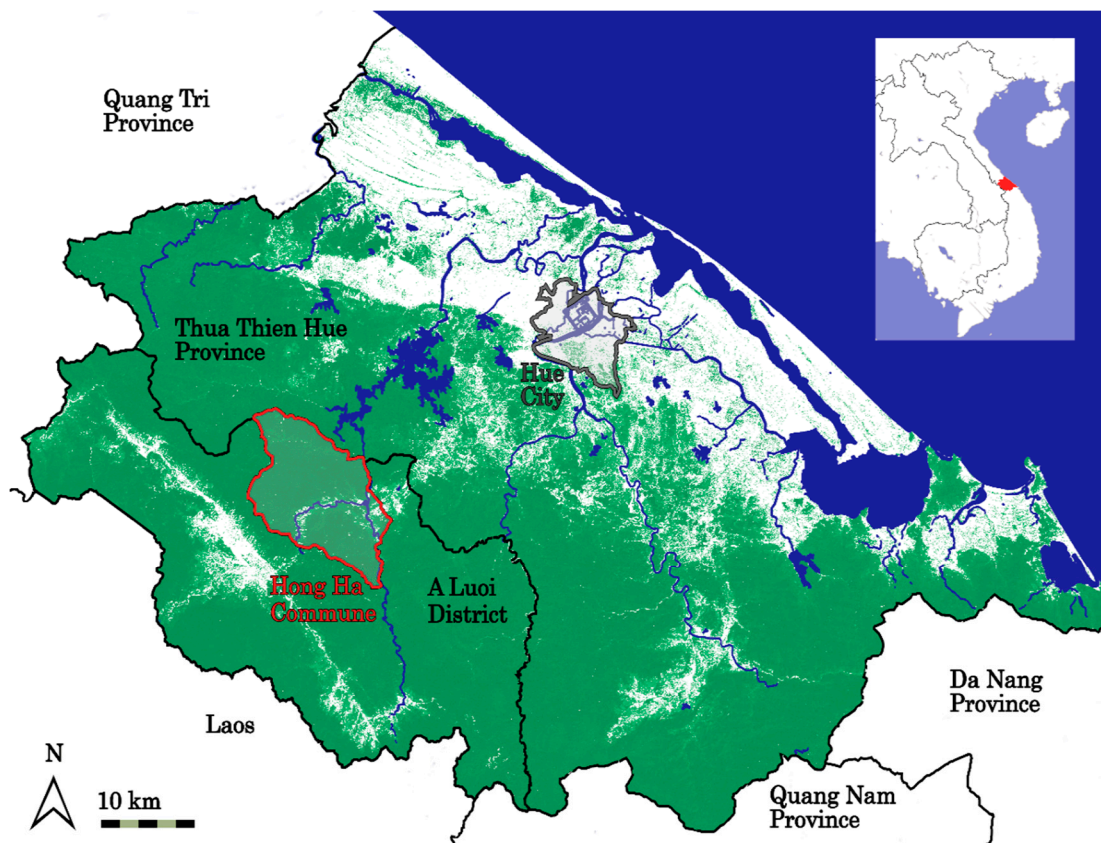 Quang Tri
Province
Thua Thien Hue
Province
Hue
City
Hong Ha
Commune
A Luoi
District
Laos
Da Nang
Province
Quang Nam
Province
N
10 km